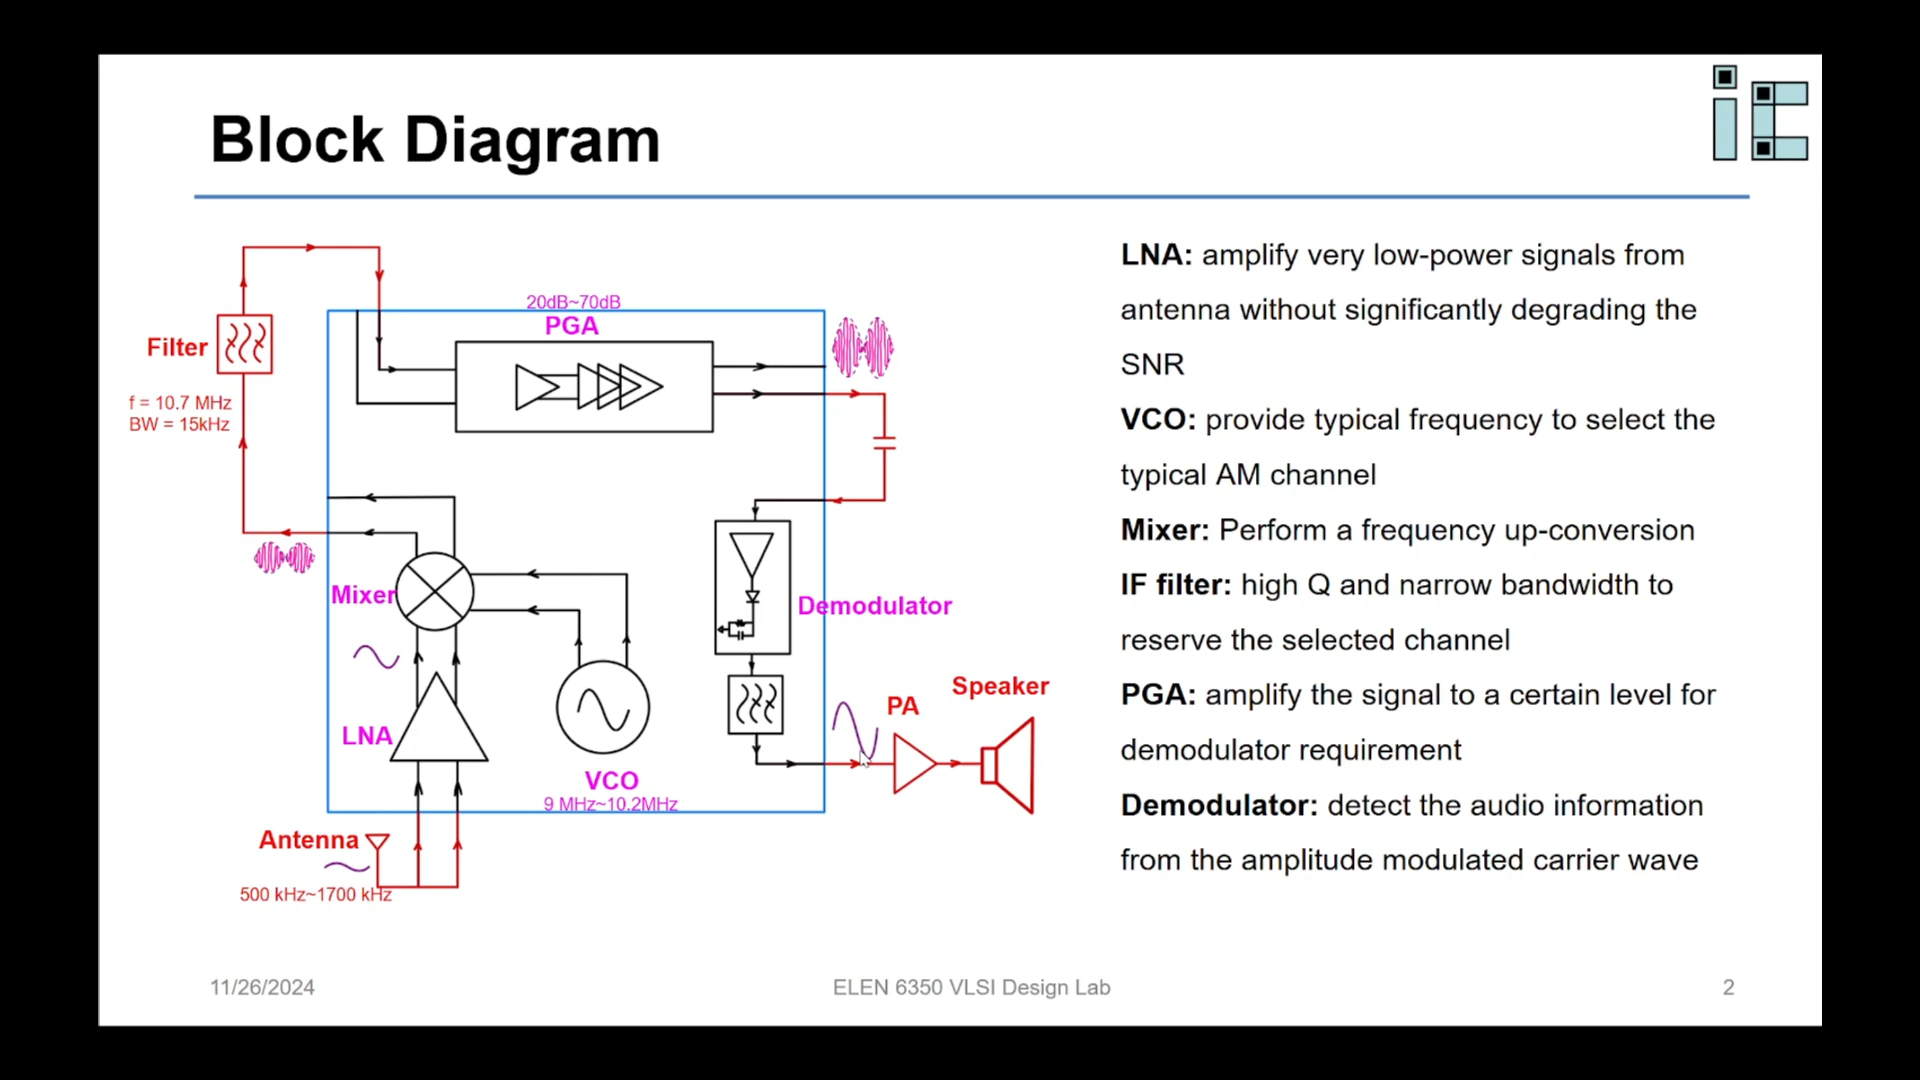 Block Diagram
iC
20dB~70dB
PGA
Filter
f = 10.7 MHz
BW = 15kHz
Mixer
Demodulator
LNA
VCO
9 MHz~10.2MHz
PA
Speaker
Antenna
500 kHz~1700 kHz
LNA: amplify very low-power signals from
antenna without significantly degrading the
SNR
VCO: provide typical frequency to select the
typical AM channel
Mixer: Perform a frequency up-conversion
IF filter: high Q and narrow bandwidth to
reserve the selected channel
PGA: amplify the signal to a certain level for
demodulator requirement
Demodulator: detect the audio information
from the amplitude modulated carrier wave
11/26/2024
ELEN 6350 VLSI Design Lab
2